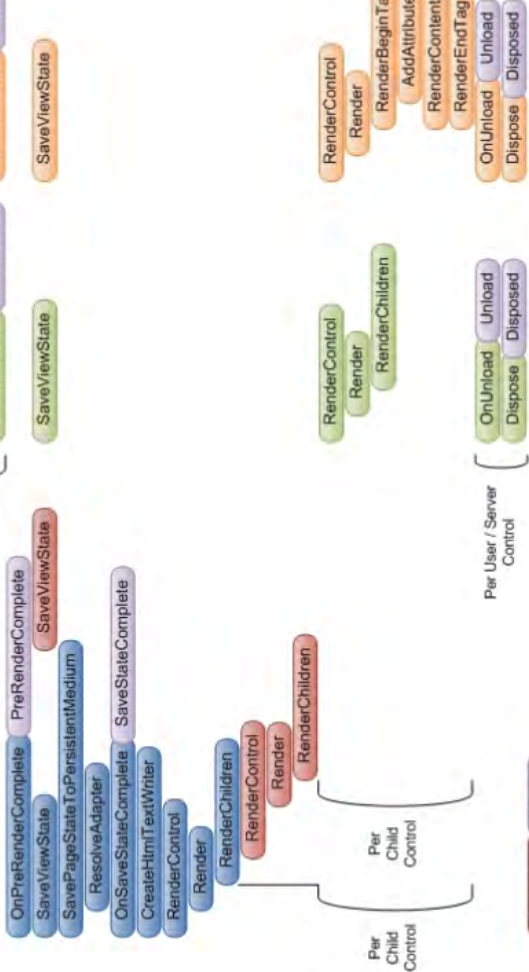 OnPreRenderComplete PreRenderComplete
SaveViewState SaveViewState
SavePageStateToPersistentMedium
ResolveAdapter
OnSaveStateComplete SaveStateComplete
CreateHtmlTextWriter
RenderControl
Render
RenderChildren
RenderControl
Render
RenderChildren
Per
Child
Control
Per
Child
Control
SaveViewState
RenderControl
Render
RenderChildren
Per User / Server
Control
OnUnload Unload
Dispose Disposed
SaveViewState
RenderControl
Render
RenderBeginTa
AddAttribute
RenderContent
RenderEndTag
OnUnload Unload
Dispose Disposed